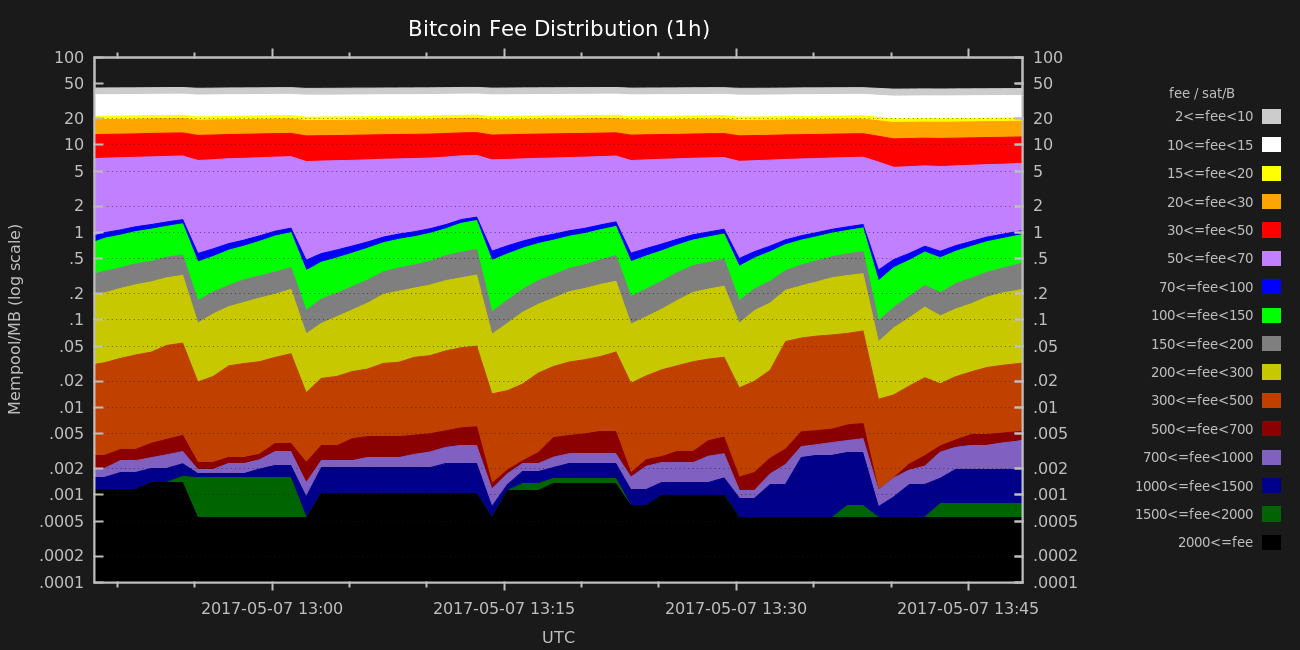 Bitcoin Fee Distribution (1h)
100
50
20
10
5
2
1
.5
.2
.1
.05
.02
.01
.005
.002
.001
.0005
.0002
.0001
Mempool/MB (log scale)
100
50
20
10
5
2
1
.5
.2
.1
.05
.02
.01
.005
.002
.001
.0005
.0002
.0001
2017-05-07 13:00
2017-05-07 13:15
2017-05-07 13:30
2017-05-07 13:45
UTC
fee / sat/B
2<=fee<10
10<=fee<15
15<=fee<20
20<=fee<30
30<=fee<50
50<=fee<70
70<=fee<100
100<=fee<150
150<=fee<200
200<=fee<300
300<=fee<500
500<=fee<700
700<=fee<1000
1000<=fee<1500
1500<=fee<2000
2000<=fee